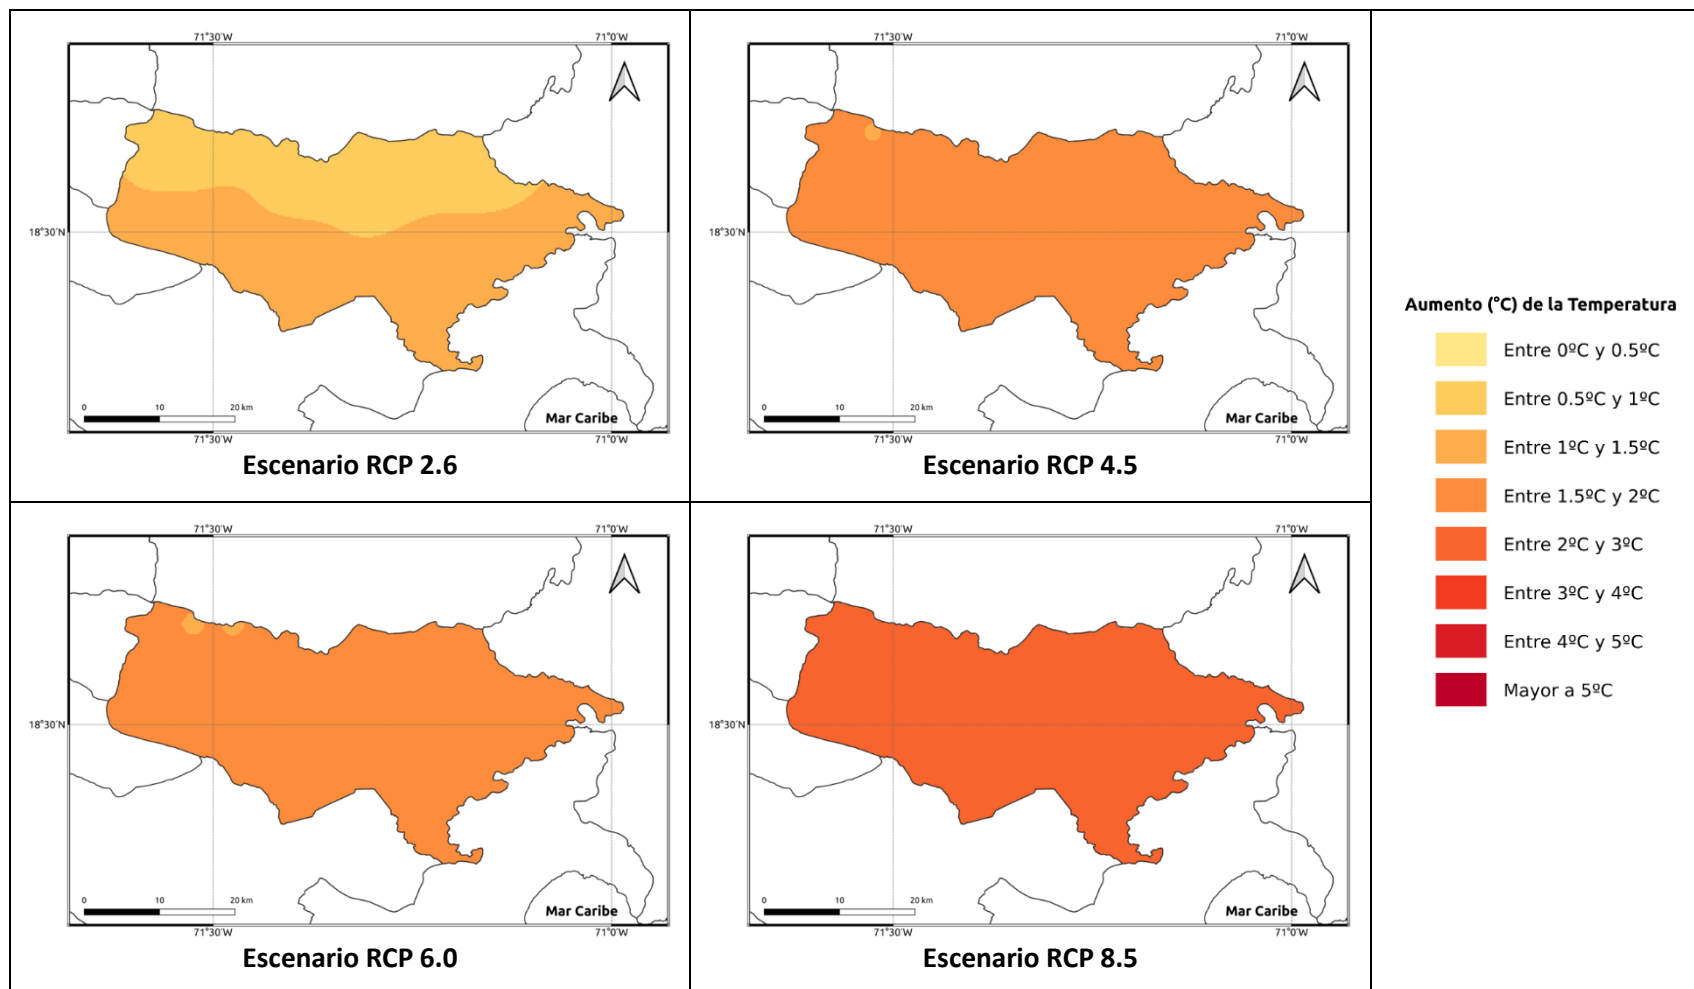 71°30'W
71°0'W
18°30'N
0
10
20 km
Mar Caribe
71°30'W
71°0'W
Escenario RCP 2.6
71°30'W
71°0'W
18°30'N
0
10
20 km
Mar Caribe
71°30'W
71°0'W
Escenario RCP 4.5
71°30'W
71°0'W
18°30'N
0
10
20 km
Mar Caribe
71°30'W
71°0'W
Escenario RCP 6.0
71°30'W
71°0'W
18°30'N
0
10
20 km
Mar Caribe
71°30'W
71°0'W
Escenario RCP 8.5
Aumento (°C) de la Temperatura
Entre 0ºC y 0.5ºC
Entre 0.5ºC y 1ºC
Entre 1ºC y 1.5ºC
Entre 1.5ºC y 2ºC
Entre 2ºC y 3ºC
Entre 3ºC y 4ºC
Entre 4ºC y 5ºC
Mayor a 5ºC